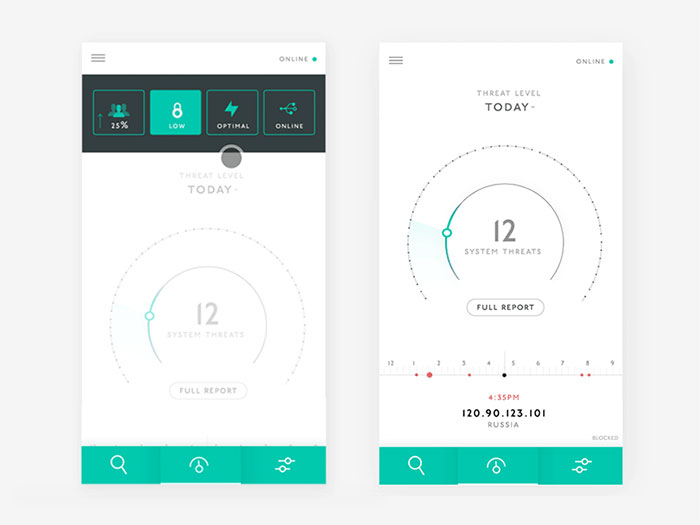 ONLINE
25%
LOW
OPTIMAL
ONLINE
THREAT LEVEL
TODAY
12
SYSTEM THREATS
FULL REPORT
ONLINE
THREAT LEVEL
TODAY
12
SYSTEM THREATS
FULL REPORT
12 1 2 3 4 5 6 7 8 9
4:35PM
120.90.123.101
RUSSIA
BLOCKED